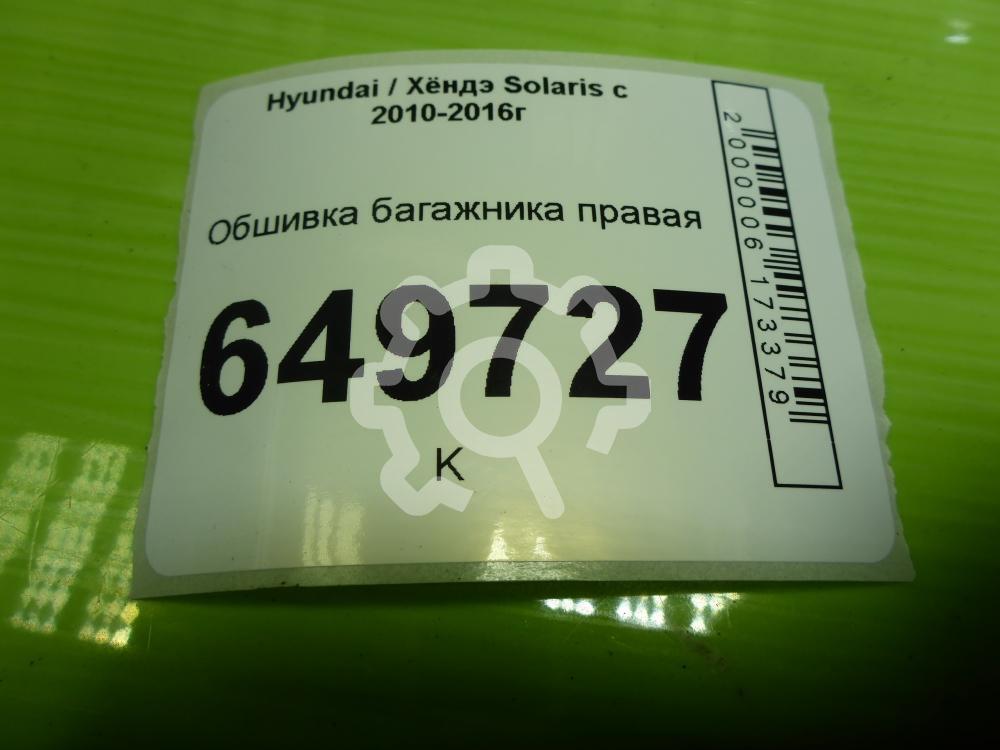 Hyundai / Хёндэ Solaris с
2010-2016г
Обшивка багажника правая
649727
К
2000006173379